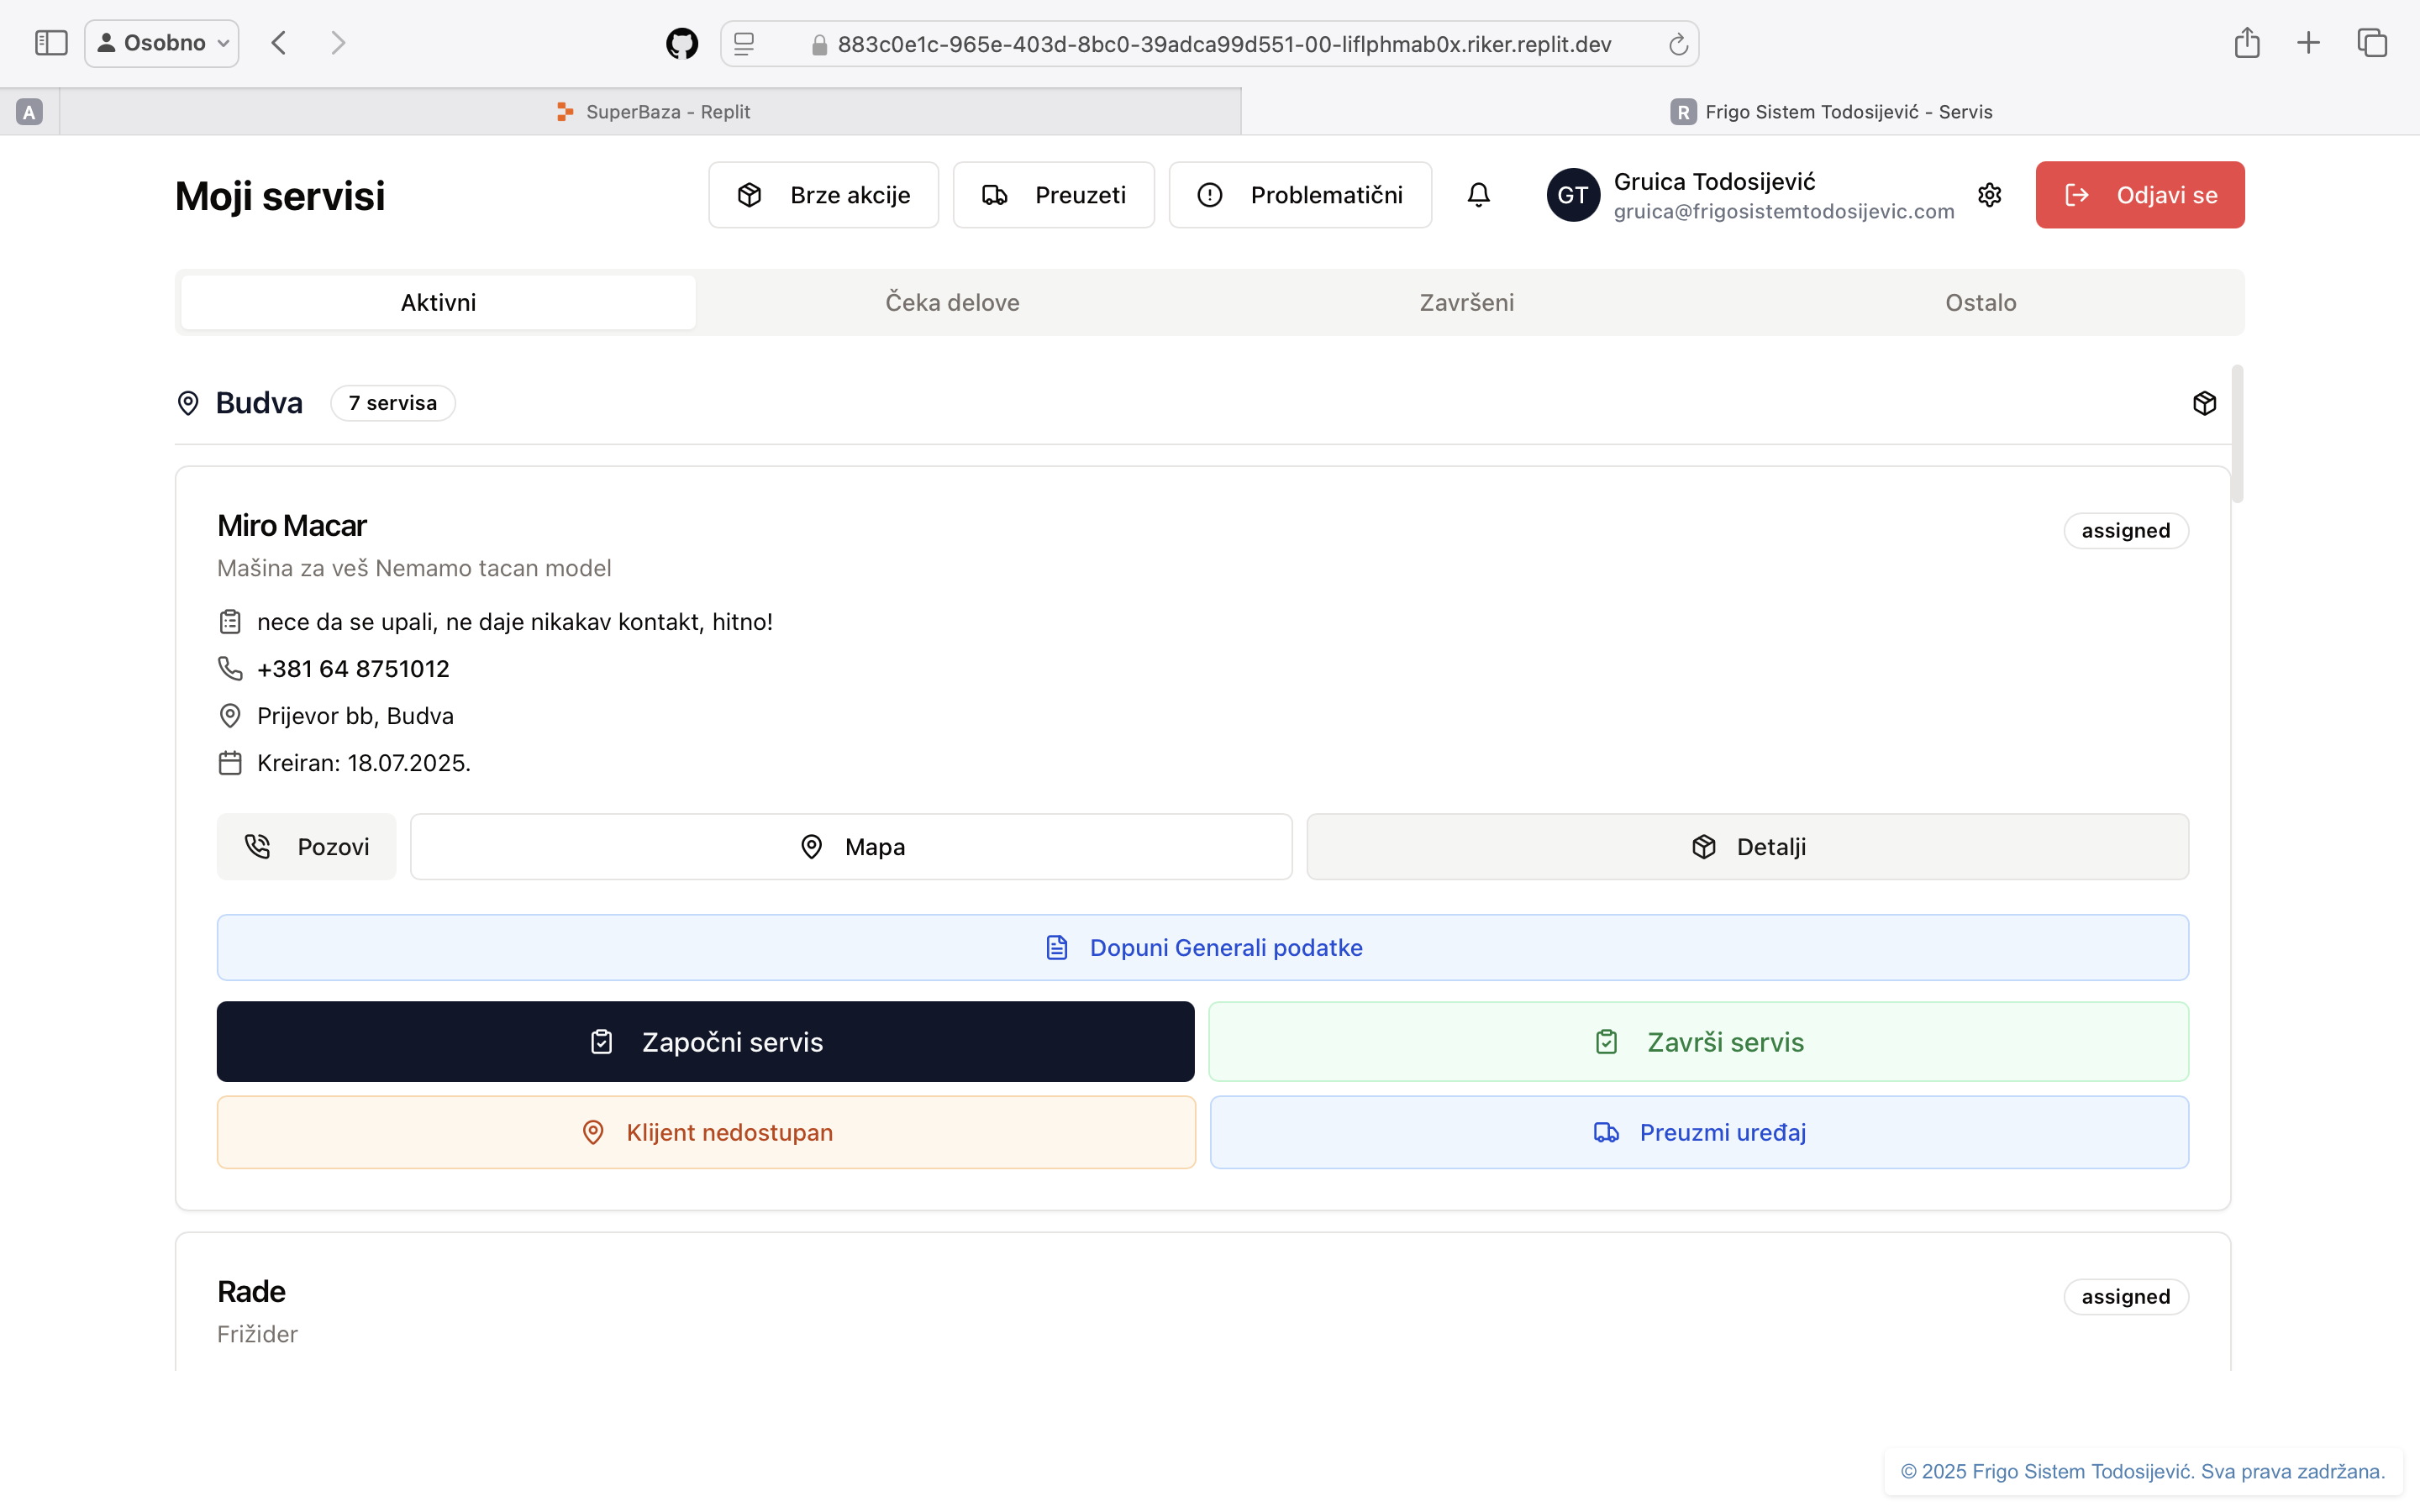 Osobno
883c0e1c-965e-403d-8bc0-39adca99d551-00-liflphmab0x.riker.replit.dev
A
SuperBaza - Replit
R Frigo Sistem Todosijević - Servis
Moji servisi
Brze akcije
Preuzeti
Problematični
GT
Gruica Todosijević
gruica@frigosistemtodosijevic.com
Odjavi se
Aktivni
Čeka delove
Završeni
Ostalo
Budva
7 servisa
Miro Macar
assigned
Mašina za veš Nemamo tacan model
nece da se upali, ne daje nikakav kontakt, hitno!
+381 64 8751012
Prijevor bb, Budva
Kreiran: 18.07.2025.
Pozovi
Mapa
Detalji
Dopuni Generali podatke
Započni servis
Završi servis
Klijent nedostupan
Preuzmi uređaj
Rade
assigned
Frižider
© 2025 Frigo Sistem Todosijević. Sva prava zadržana.